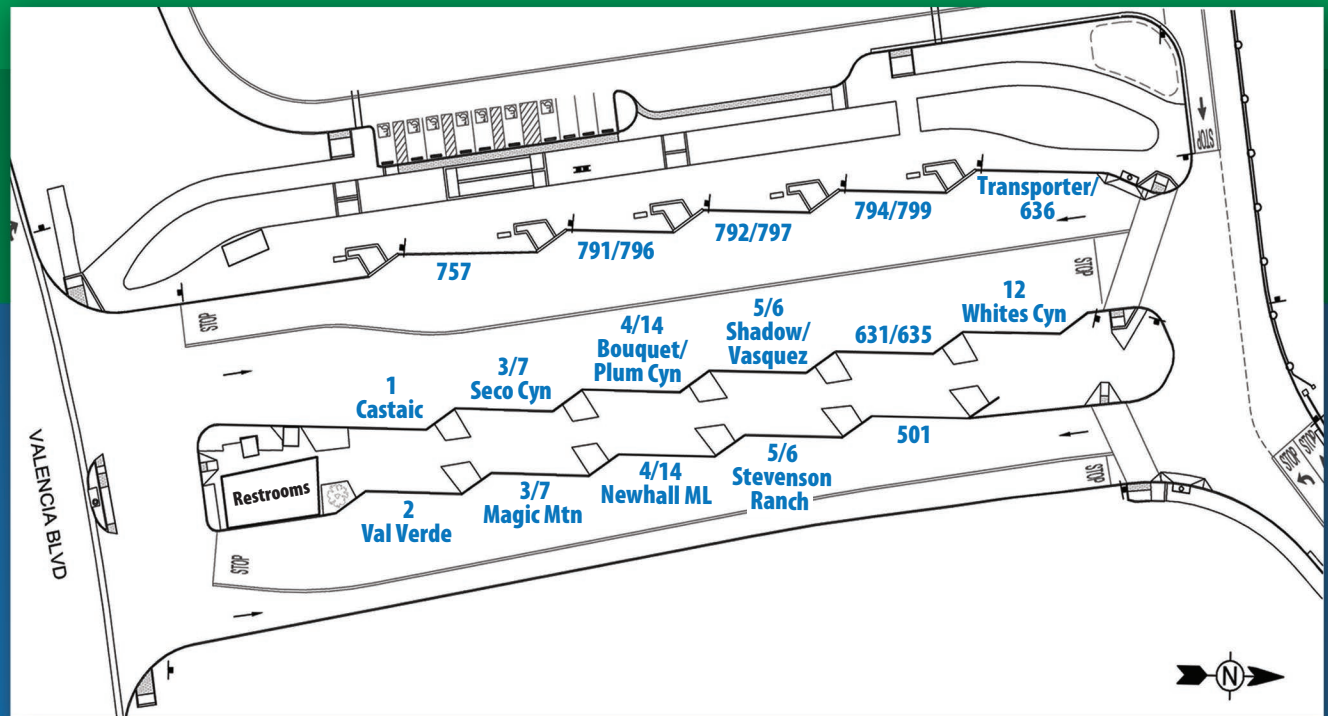 STOP
Transporter/
636
794/799
792/797
791/796
757
STOP
STOP
12
Whites Cyn
631/635
5/6
Shadow/
Vasquez
4/14
Bouquet/
Plum Cyn
3/7
Seco Cyn
1
Castaic
Restrooms
2
Val Verde
3/7
Magic Mtn
4/14
Newhall ML
5/6
Stevenson
Ranch
501
STOP
STOP
STOP
STOP
VALENCIA BLVD
N